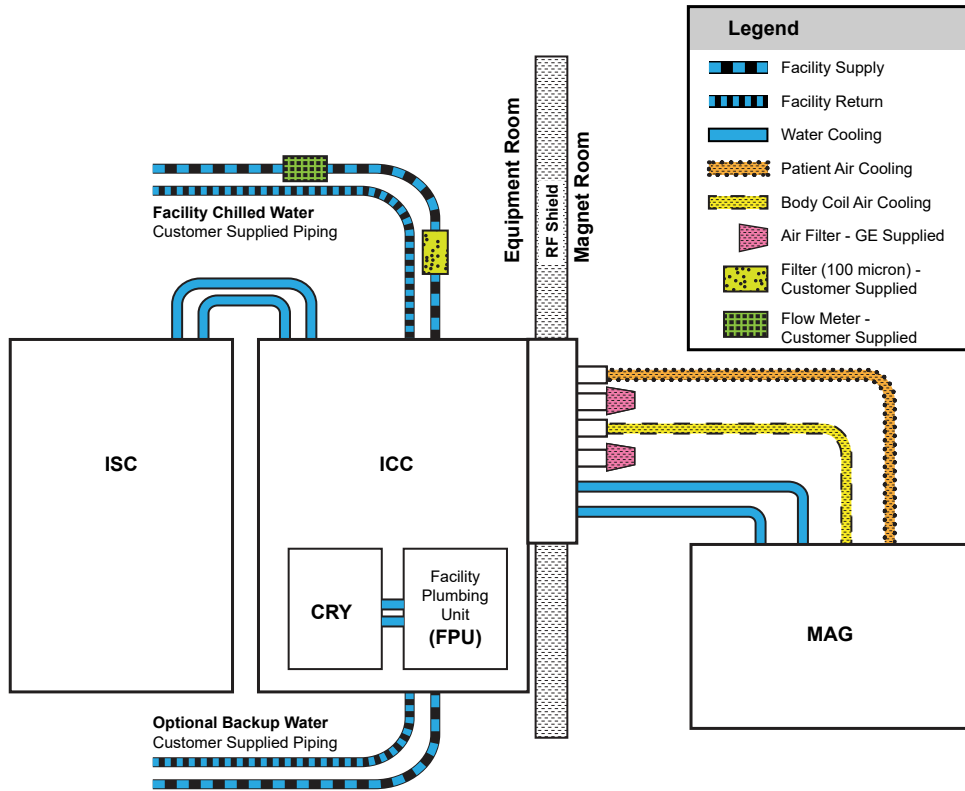 Legend
Facility Supply
Facility Return
Water Cooling
Patient Air Cooling
Body Coil Air Cooling
Air Filter - GE Supplied
Filter (100 micron) -
Customer Supplied
Flow Meter -
Customer Supplied
Equipment Room
RF Shield
Magnet Room
Facility Chilled Water
Customer Supplied Piping
ISC
ICC
CRY
Facility
Plumbing
Unit
(FPU)
MAG
Optional Backup Water
Customer Supplied Piping